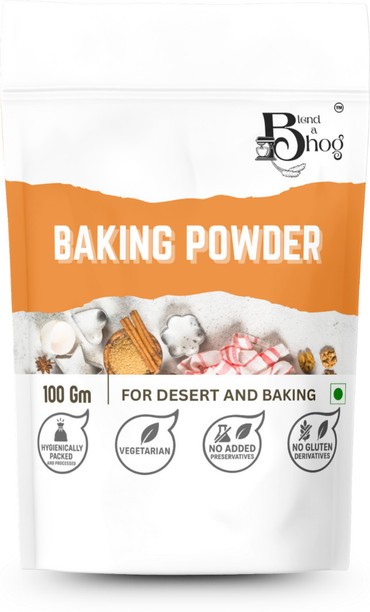 TM
Blend
a
Bhog
BAKING POWDER
100 Gm
FOR DESERT AND BAKING
HYGIENICALLY
PACKED
AND PROCESSED
VEGETARIAN
NO ADDED
PRESERVATIVES
NO GLUTEN
DERIVATIVES